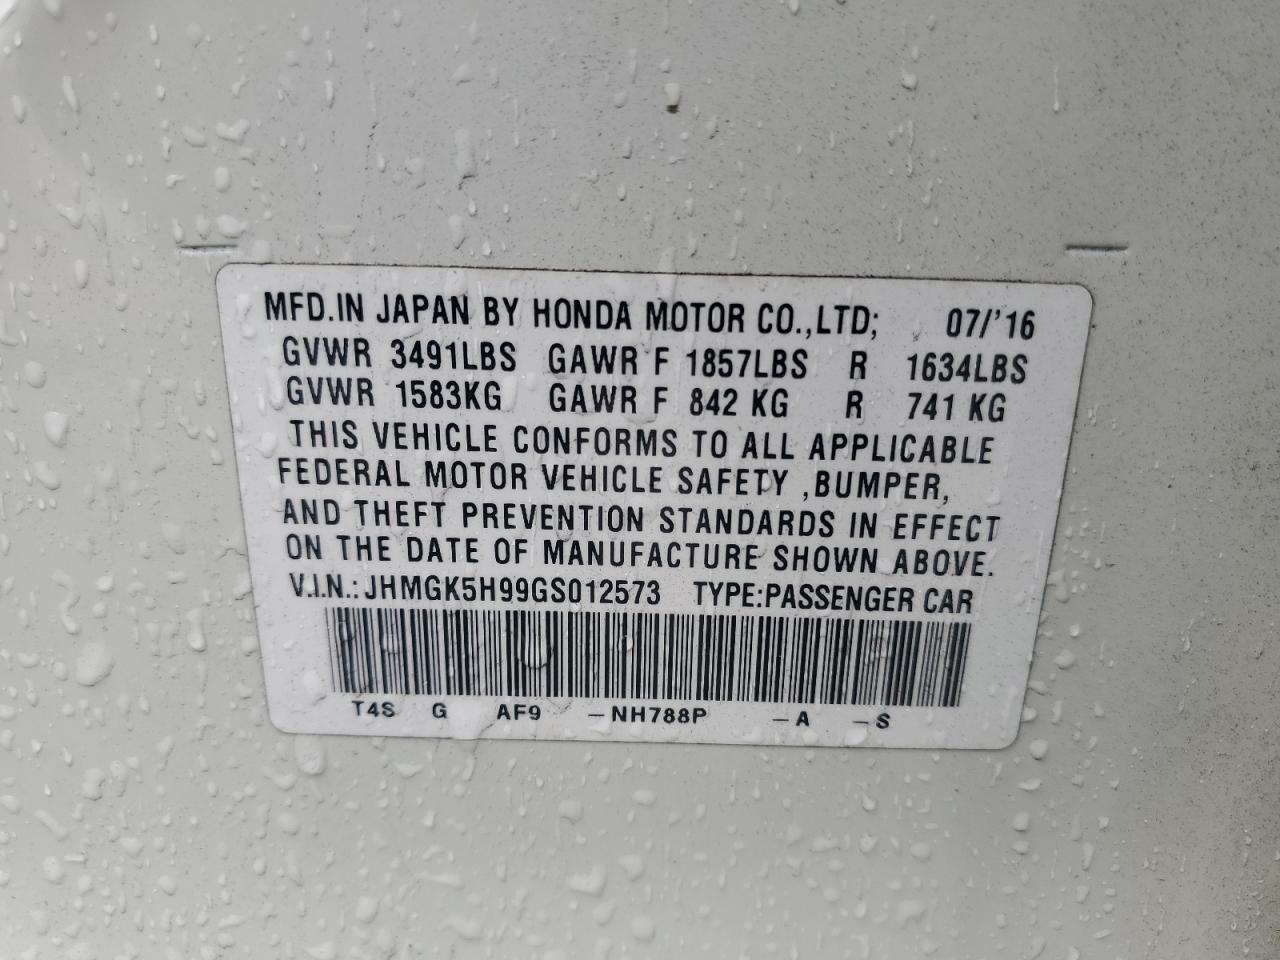 MFD.IN JAPAN BY HONDA MOTOR CO.,LTD; 07/'16
GVWR 3491LBS GAWR F 1857LBS R 1634LBS
GVWR 1583KG GAWR F 842 KG R 741 KG
THIS VEHICLE CONFORMS TO ALL APPLICABLE
FEDERAL MOTOR VEHICLE SAFETY ,BUMPER,
AND THEFT PREVENTION STANDARDS IN EFFECT
ON THE DATE OF MANUFACTURE SHOWN ABOVE.
V.I.N.: JHMGK5H99GS012573 TYPE:PASSENGER CAR
T4S G AF9 –NH788P –A –S